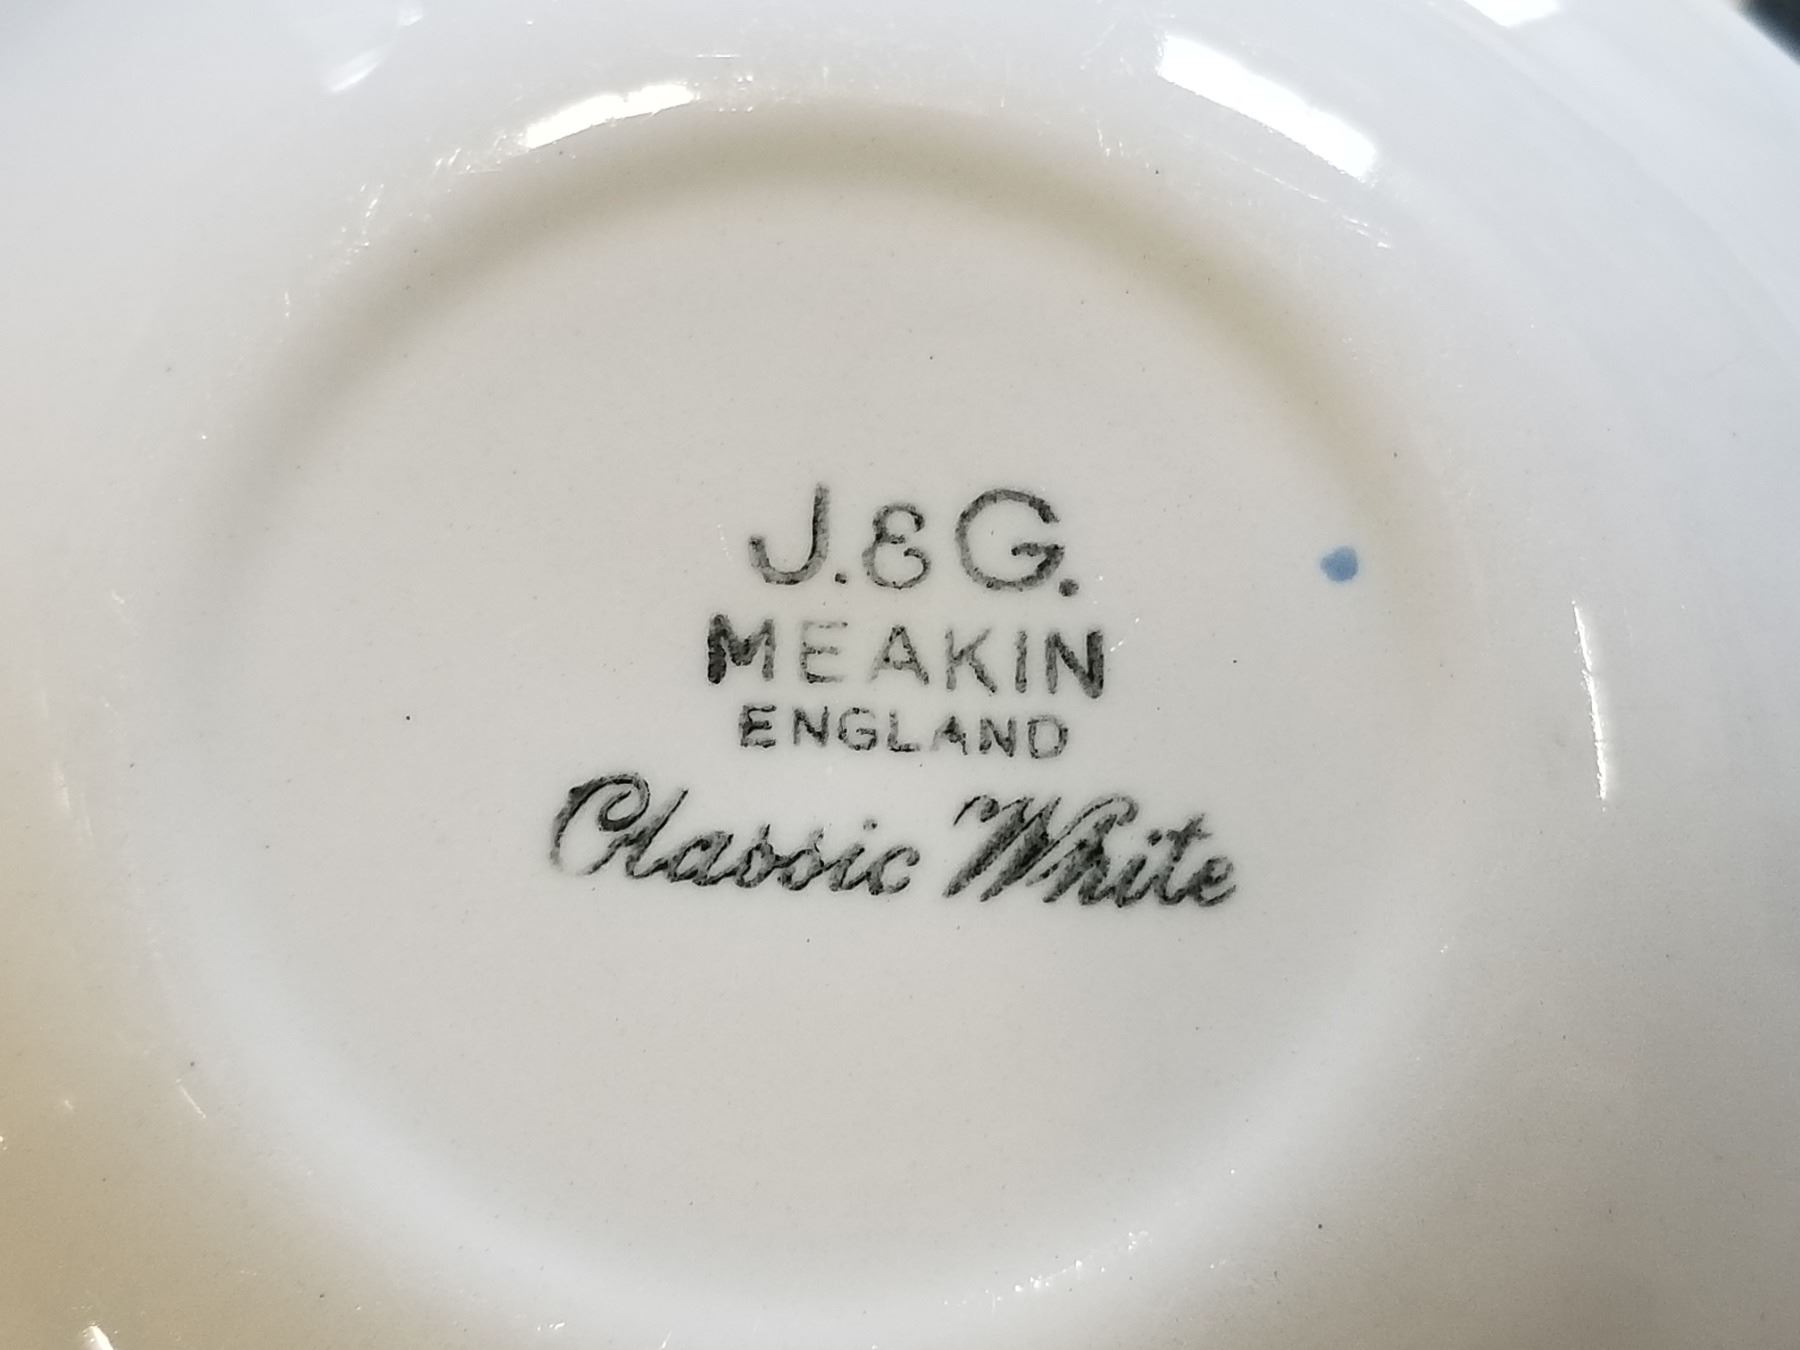 J. & G.
MEAKIN
ENGLAND
Classic White